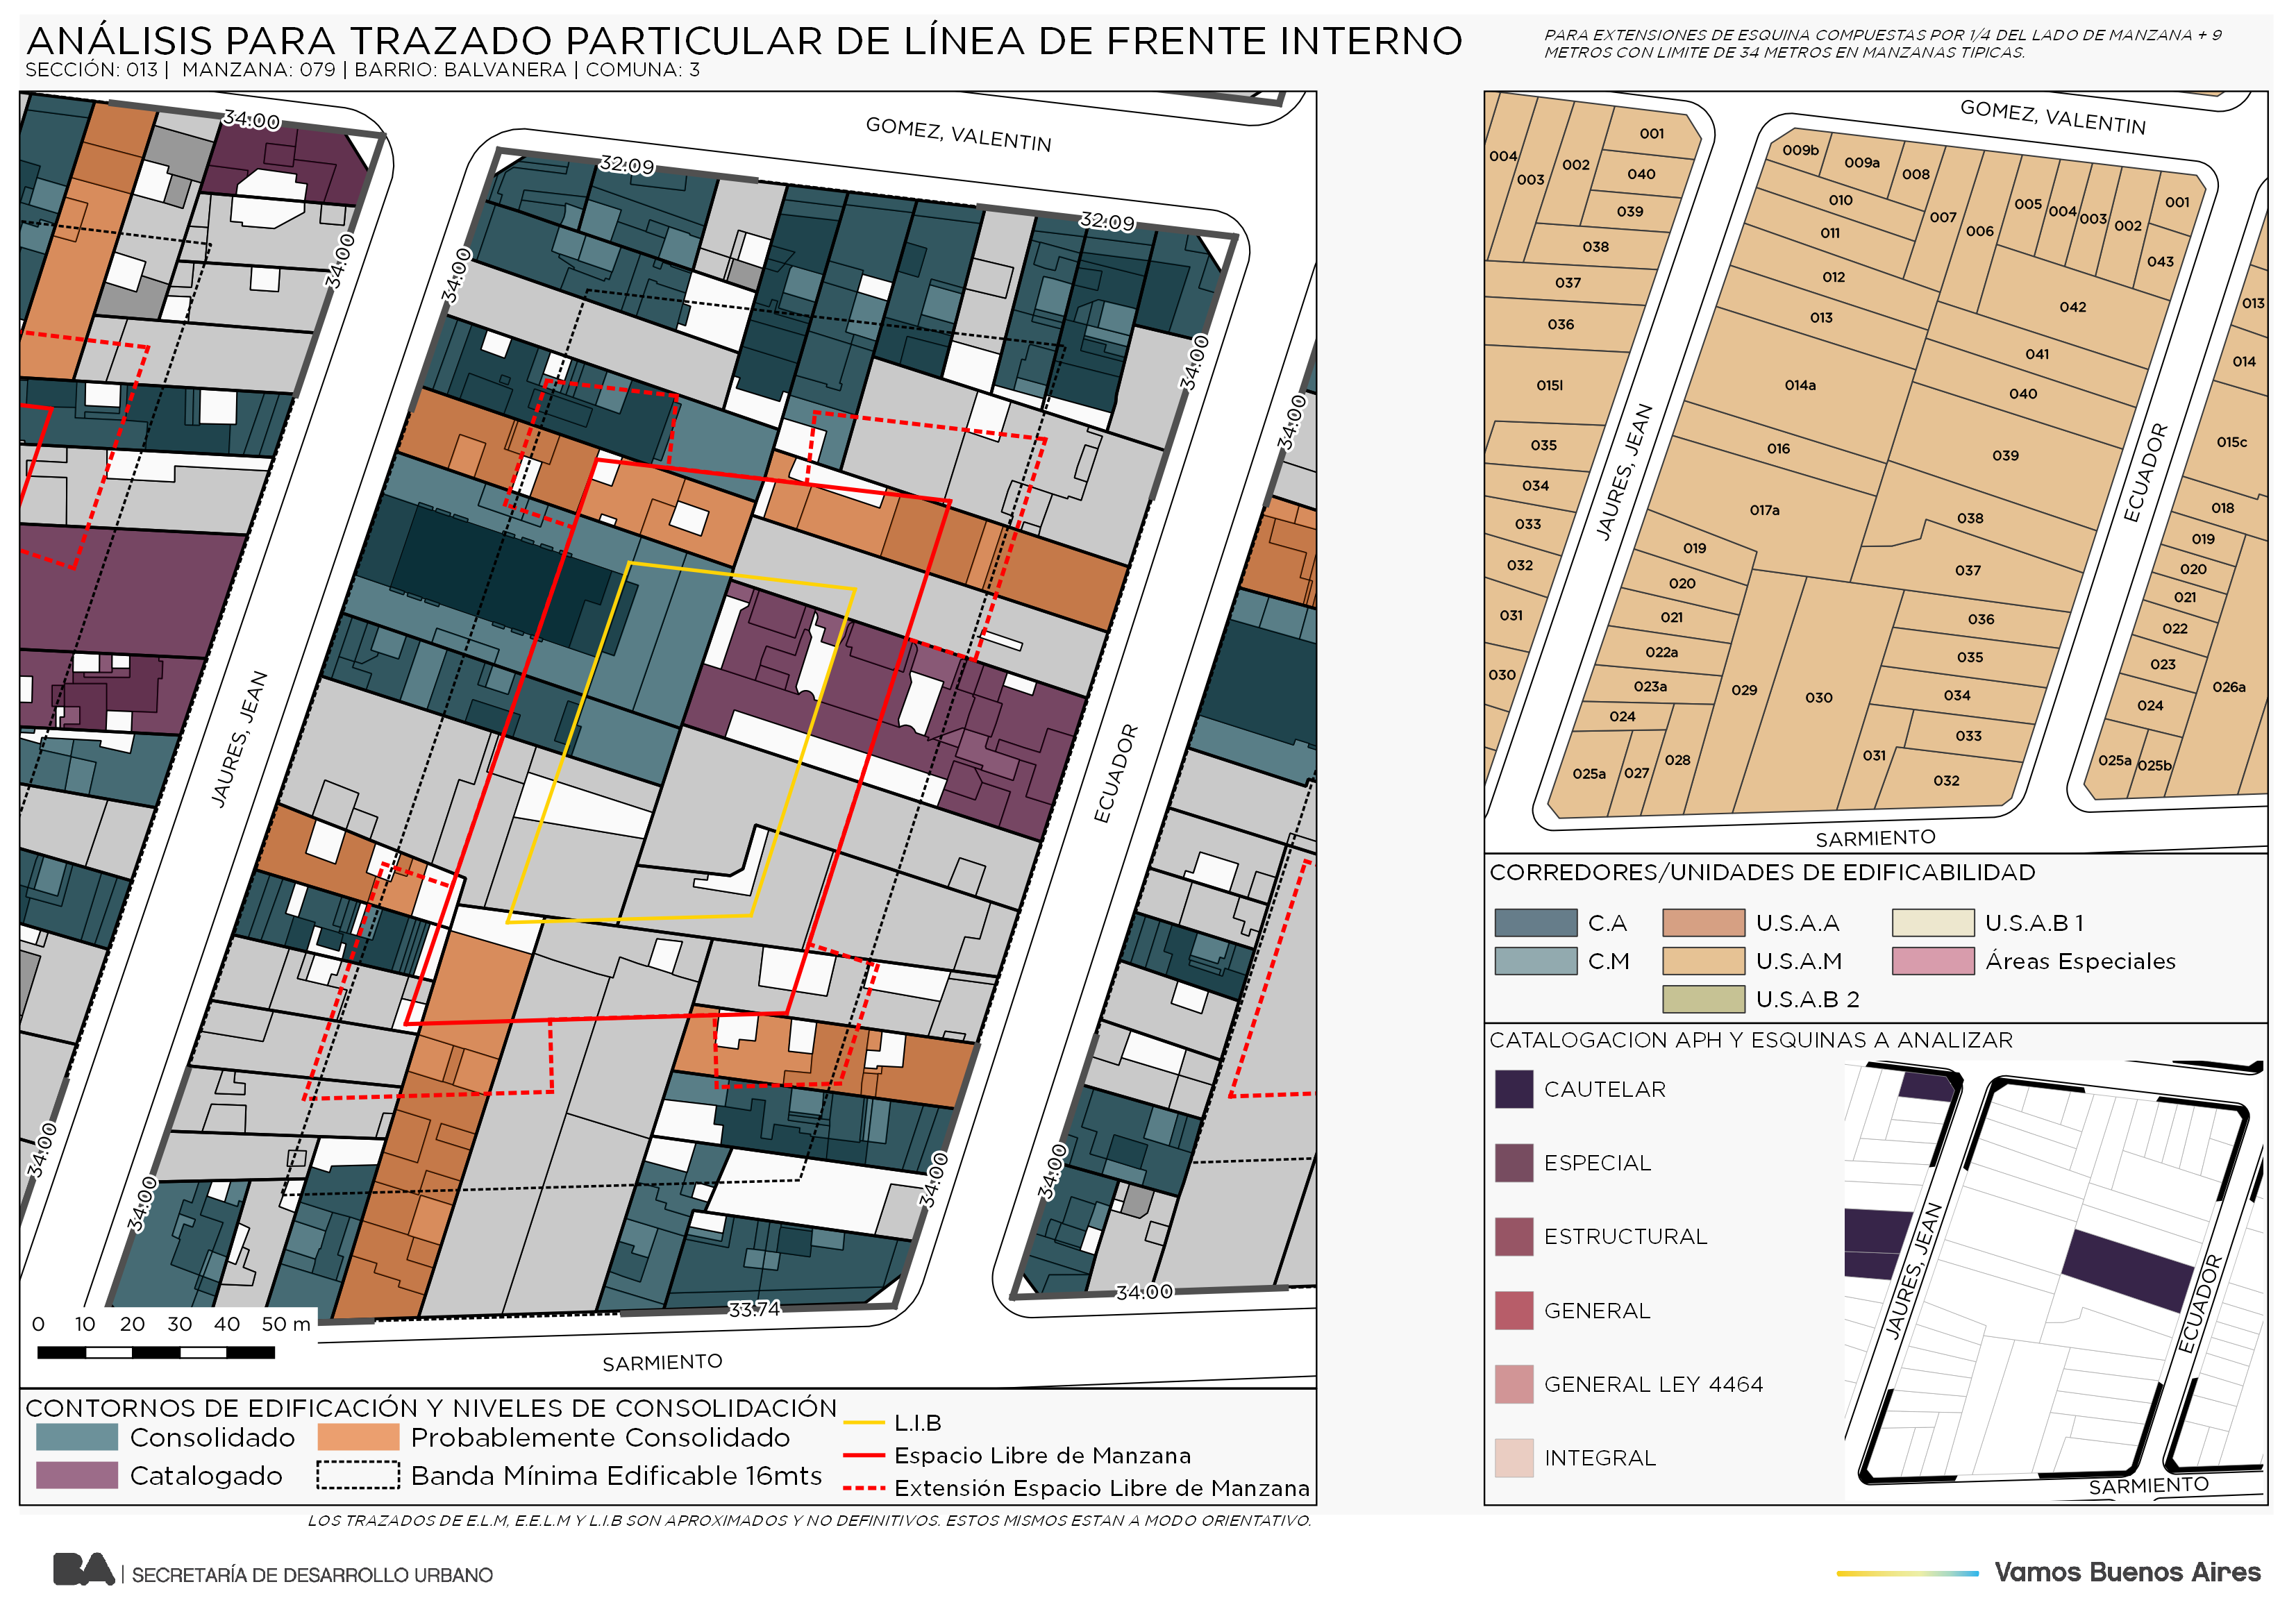 ANÁLISIS PARA TRAZADO PARTICULAR DE LÍNEA DE FRENTE INTERNO
SECCIÓN: 013 | MANZANA: 079 | BARRIO: BALVANERA | COMUNA: 3
PARA EXTENSIONES DE ESQUINA COMPUESTAS POR 1/4 DEL LADO DE MANZANA + 9
METROS CON LIMITE DE 34 METROS EN MANZANAS TIPICAS.
34.00
GOMEZ, VALENTIN
32.09
32.09
34.00
34.00
34.00
34.00
JAURES, JEAN
ECUADOR
34.00
34.00
34.00
34.00
34.00
33.74
SARMIENTO
0 10 20 30 40 50 m
CONTORNOS DE EDIFICACIÓN Y NIVELES DE CONSOLIDACIÓN
Consolidado
Probablemente Consolidado
Catalogado
Banda Mínima Edificable 16mts
L.I.B
Espacio Libre de Manzana
Extensión Espacio Libre de Manzana
LOS TRAZADOS DE E.L.M, E.E.L.M Y L.I.B SON APROXIMADOS Y NO DEFINITIVOS. ESTOS MISMOS ESTAN A MODO ORIENTATIVO.
GOMEZ, VALENTIN
004
003
002
001
040
039
038
037
036
015l
035
034
033
032
031
030
009b
009a
008
010
011
007
006
005
004
003
002
001
043
012
013
042
041
040
014a
039
016
017a
038
037
019
020
021
022a
023a
024
025a
027
028
029
030
036
035
034
033
031
032
013
014
015c
018
019
020
021
022
023
024
025a
025b
026a
JAURES, JEAN
ECUADOR
SARMIENTO
CORREDORES/UNIDADES DE EDIFICABILIDAD
C.A
U.S.A.A
U.S.A.B 1
C.M
U.S.A.M
Áreas Especiales
U.S.A.B 2
CATALOGACION APH Y ESQUINAS A ANALIZAR
CAUTELAR
ESPECIAL
ESTRUCTURAL
GENERAL
GENERAL LEY 4464
INTEGRAL
JAURES, JEAN
ECUADOR
SARMIENTO
BA | SECRETARÍA DE DESARROLLO URBANO
Vamos Buenos Aires